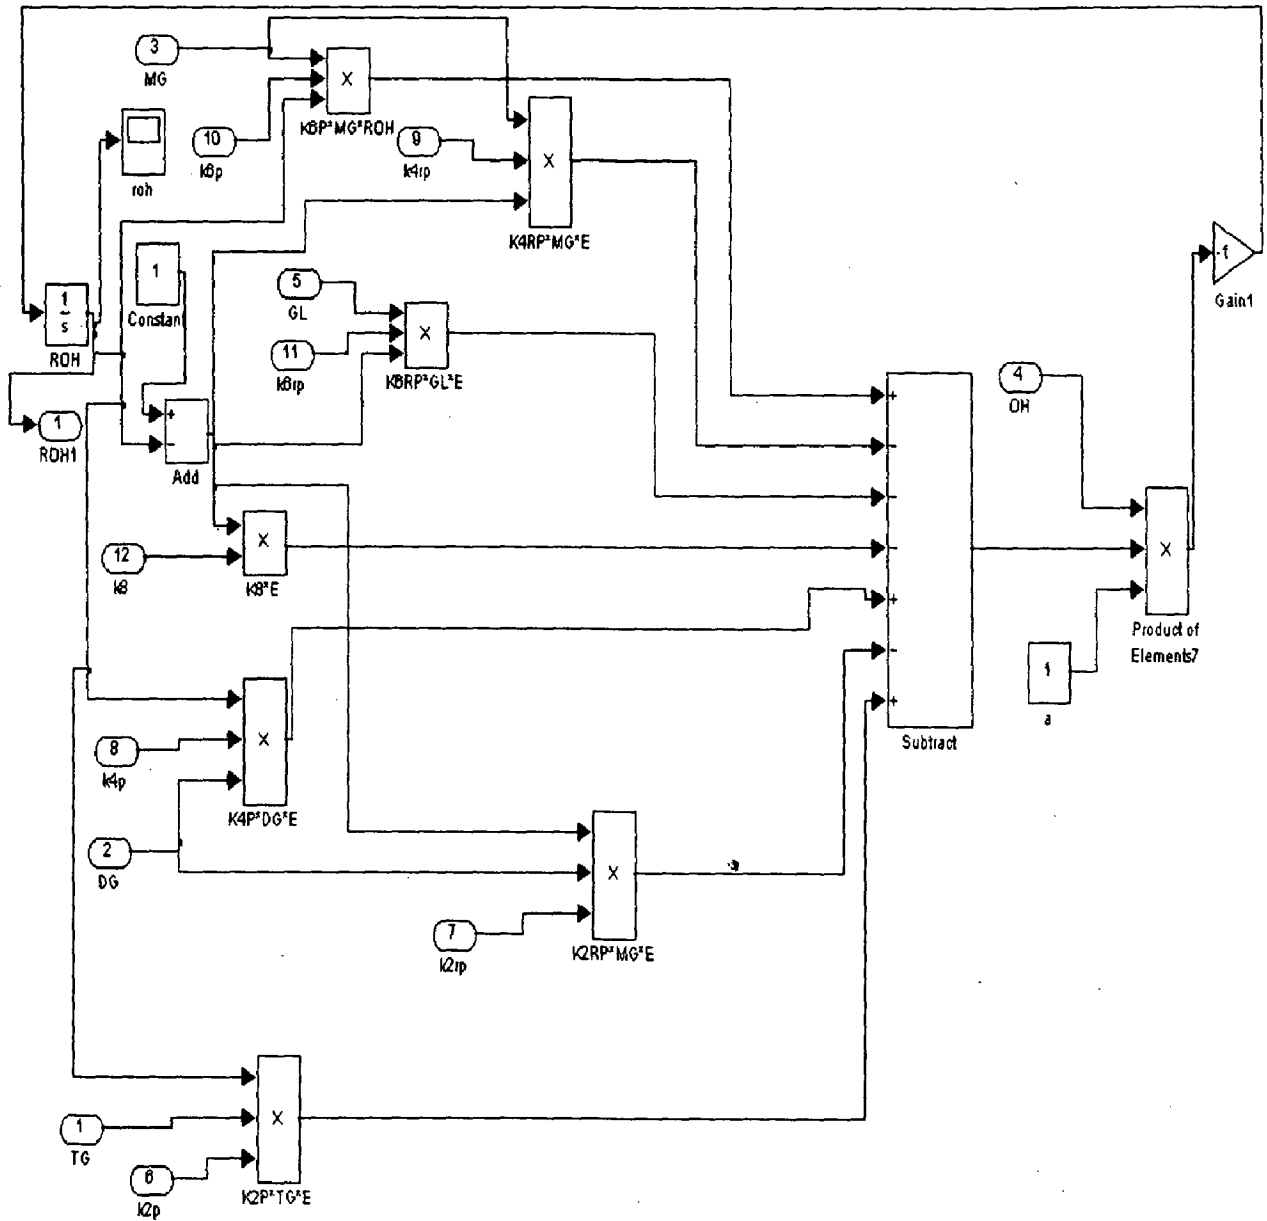 3
MG
X
K6P*MG*ROH
10
k6p
9
k4rp
X
K4RP*MG*E
roh
1
Constant
1
s
ROH
5
GL
11
k6rp
X
K6RP*GL*E
-1
Gain1
4
OH
1
ROH1
+
−
Add
12
k8
X
K8*E
+
−
−
−
+
−
+
Subtract
X
Product of
Elements7
1
a
8
k4p
X
K4P*DG*E
2
DG
7
k2rp
X
K2RP*MG*E
1
TG
6
k2p
X
K2P*TG*E